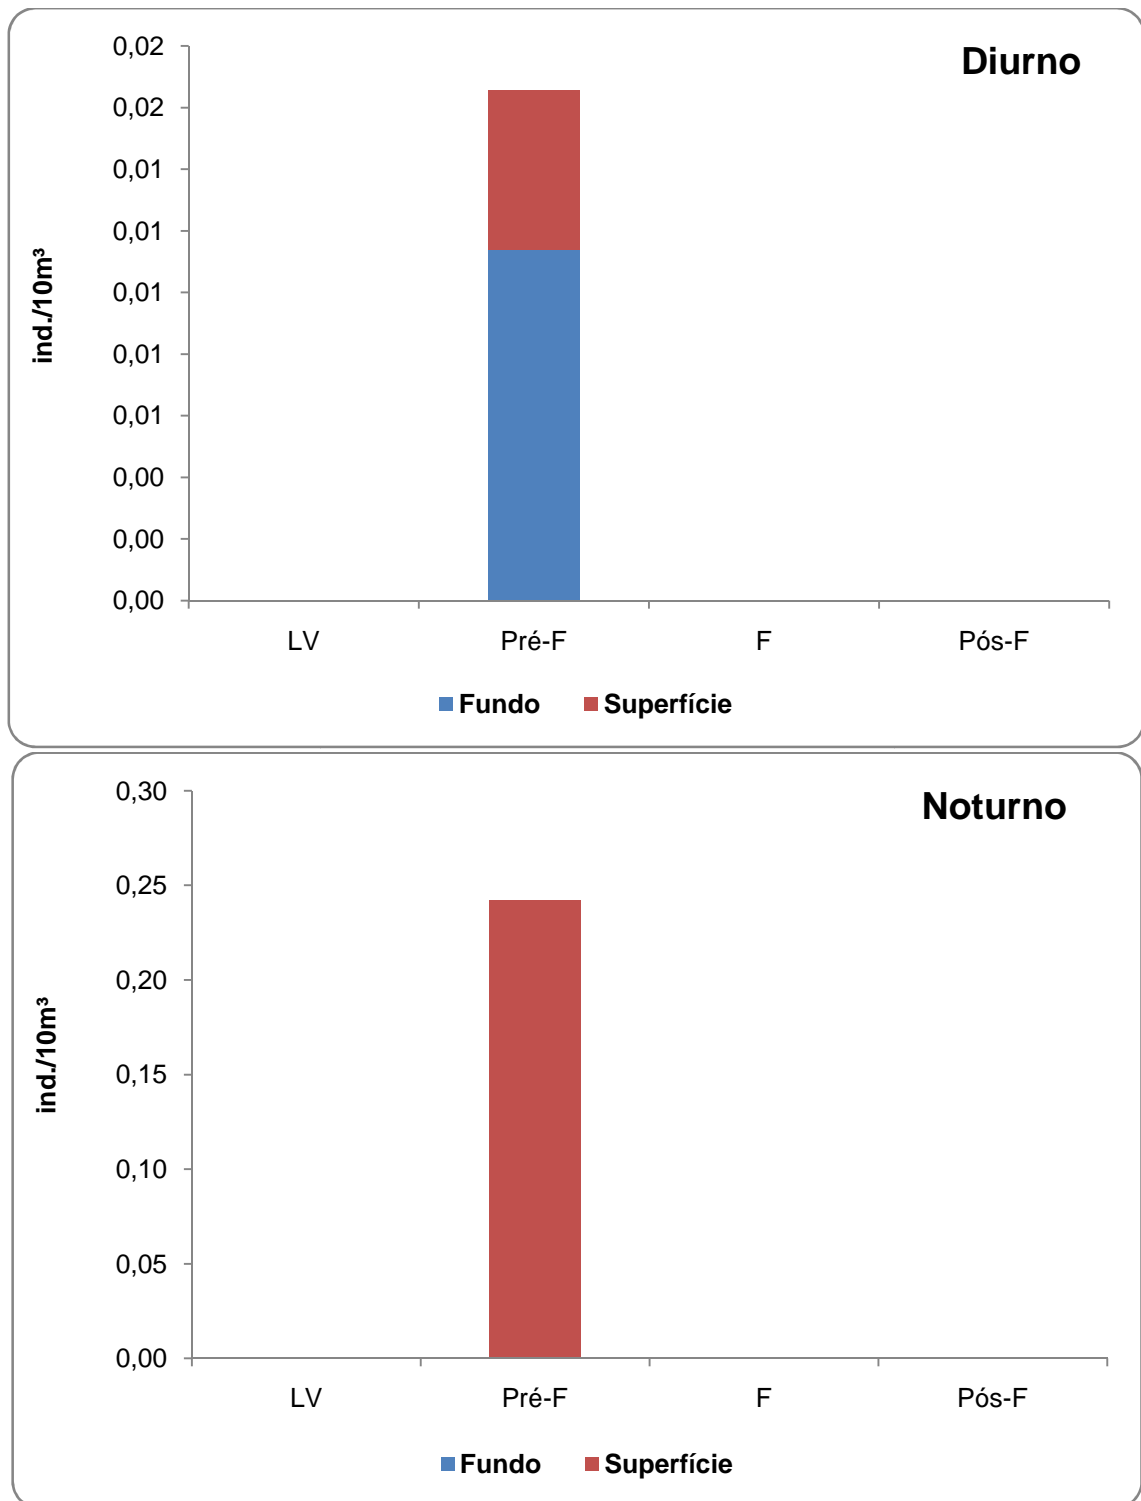 Diurno
0,02
0,02
0,01
0,01
0,01
0,01
0,01
0,00
0,00
0,00
ind./10m³
LV Pré-F F Pós-F
Fundo Superfície
Noturno
0,30
0,25
0,20
0,15
0,10
0,05
0,00
ind./10m³
LV Pré-F F Pós-F
Fundo Superfície